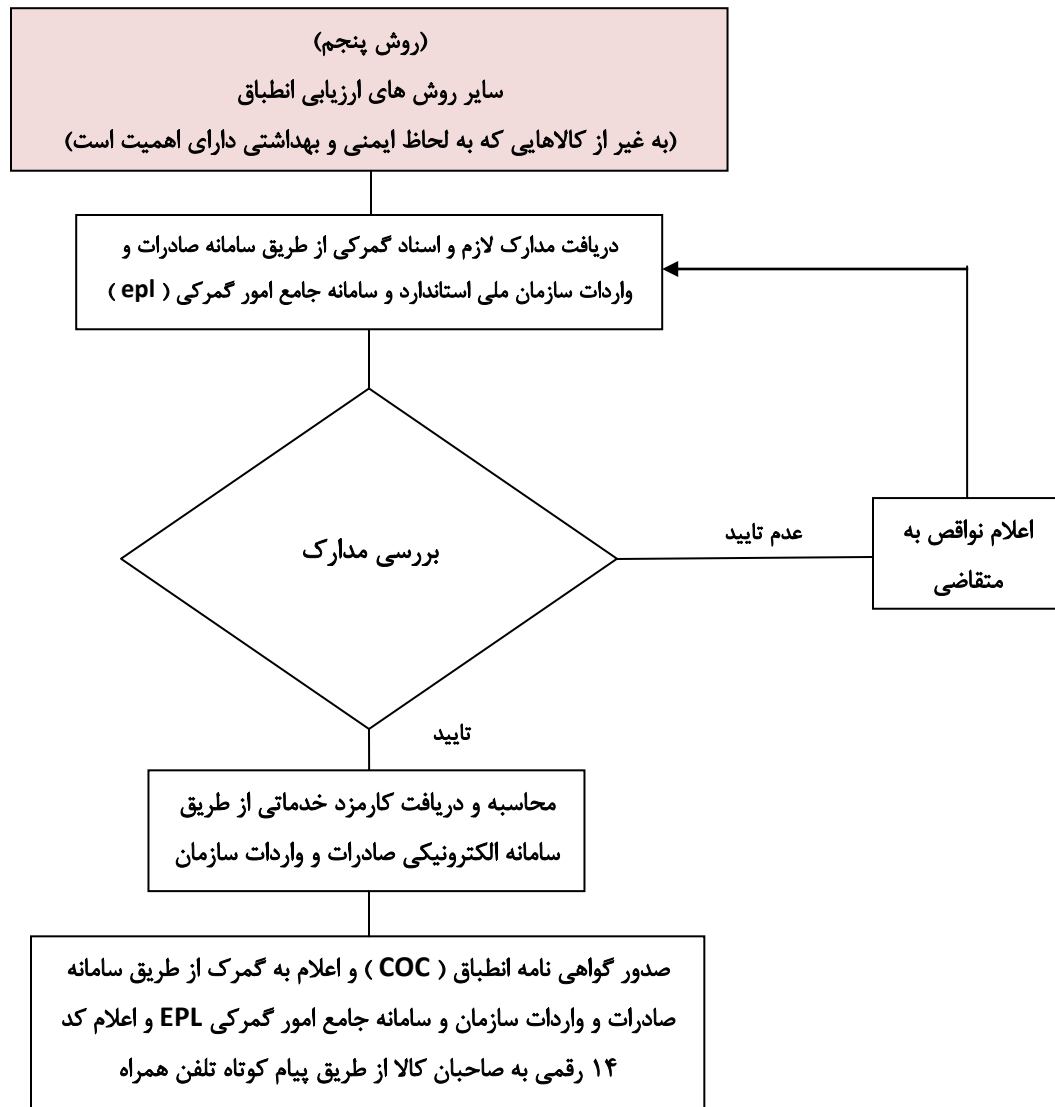 (روش پنجم)
سایر روش های ارزیابی انطباق
(به غیر از کالاهایی که به لحاظ ایمنی و بهداشتی دارای اهمیت است)
دریافت مدارک لازم و اسناد گمرکی از طریق سامانه صادرات و
واردات سازمان ملی استاندارد و سامانه جامع امور گمرکی ( epl )
بررسی مدارک
عدم تایید
اعلام نواقص به
متقاضی
تایید
محاسبه و دریافت کارمزد خدماتی از طریق
سامانه الکترونیکی صادرات و واردات سازمان
صدور گواهی نامه انطباق ( COC ) و اعلام به گمرک از طریق سامانه
صادرات و واردات سازمان و سامانه جامع امور گمرکی EPL و اعلام کد
۱۴ رقمی به صاحبان کالا از طریق پیام کوتاه تلفن همراه